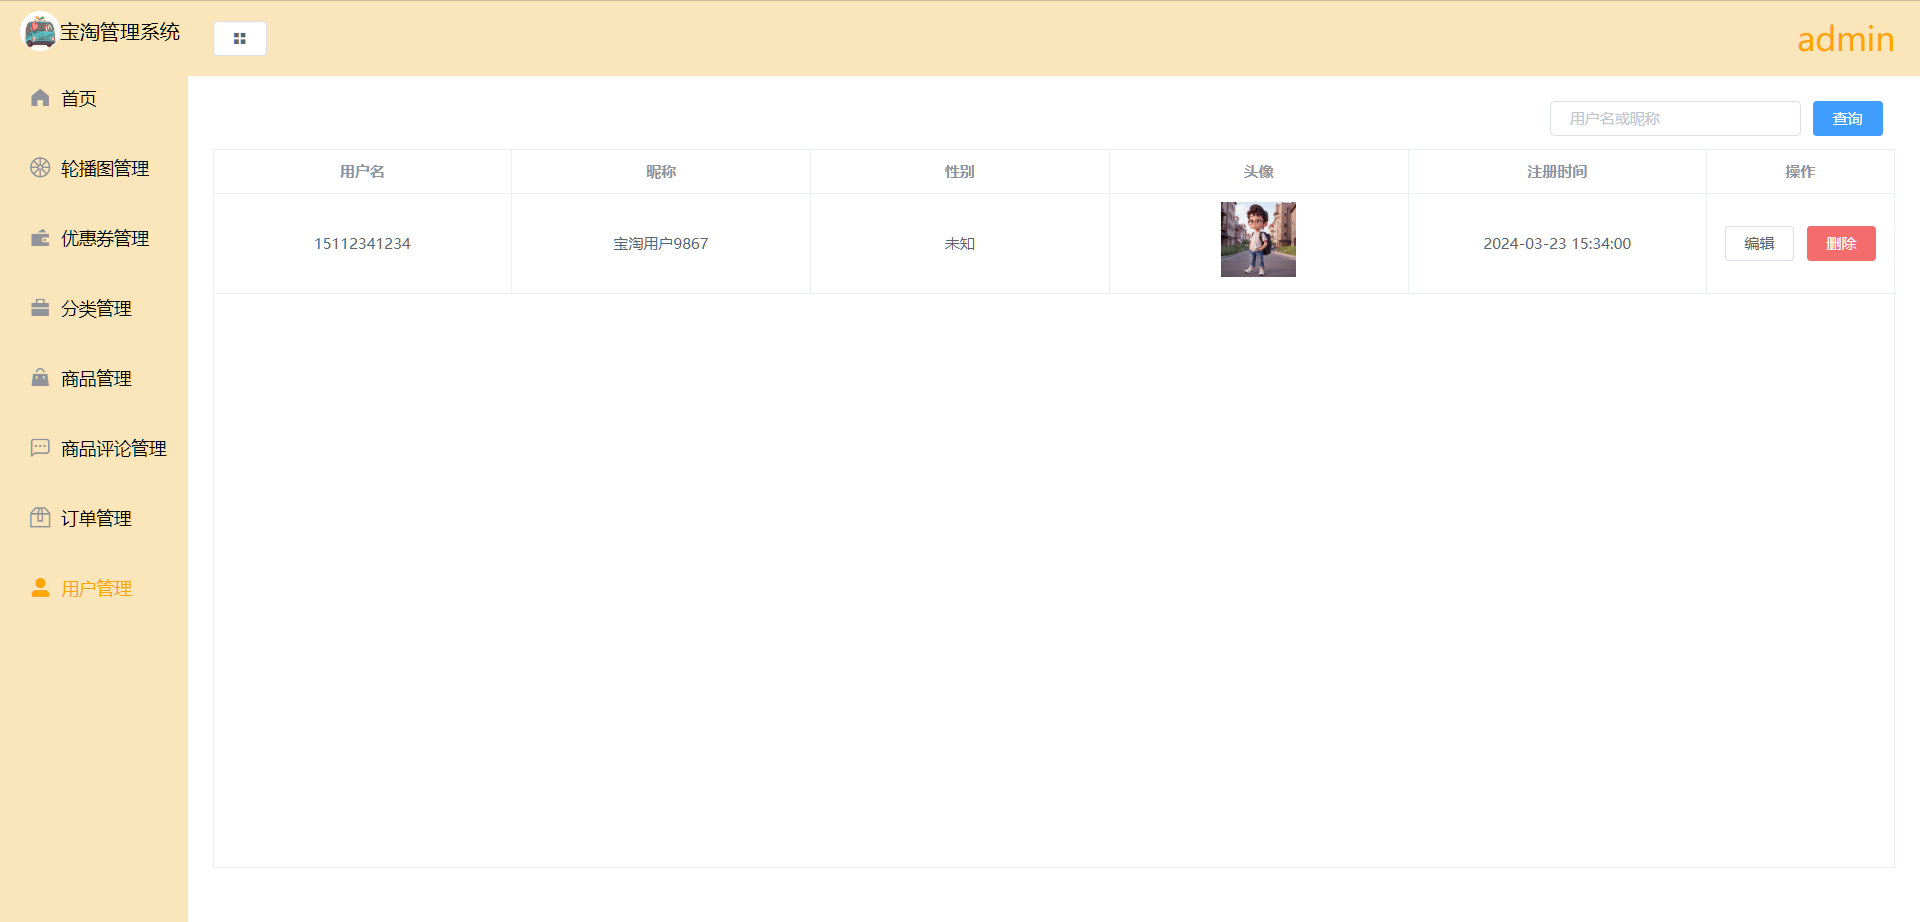 宝淘管理系统
admin
首页
轮播图管理
优惠券管理
分类管理
商品管理
商品评论管理
订单管理
用户管理
用户名或昵称 查询
用户名 昵称 性别 头像 注册时间 操作
15112341234 宝淘用户9867 未知 2024-03-23 15:34:00 编辑 删除